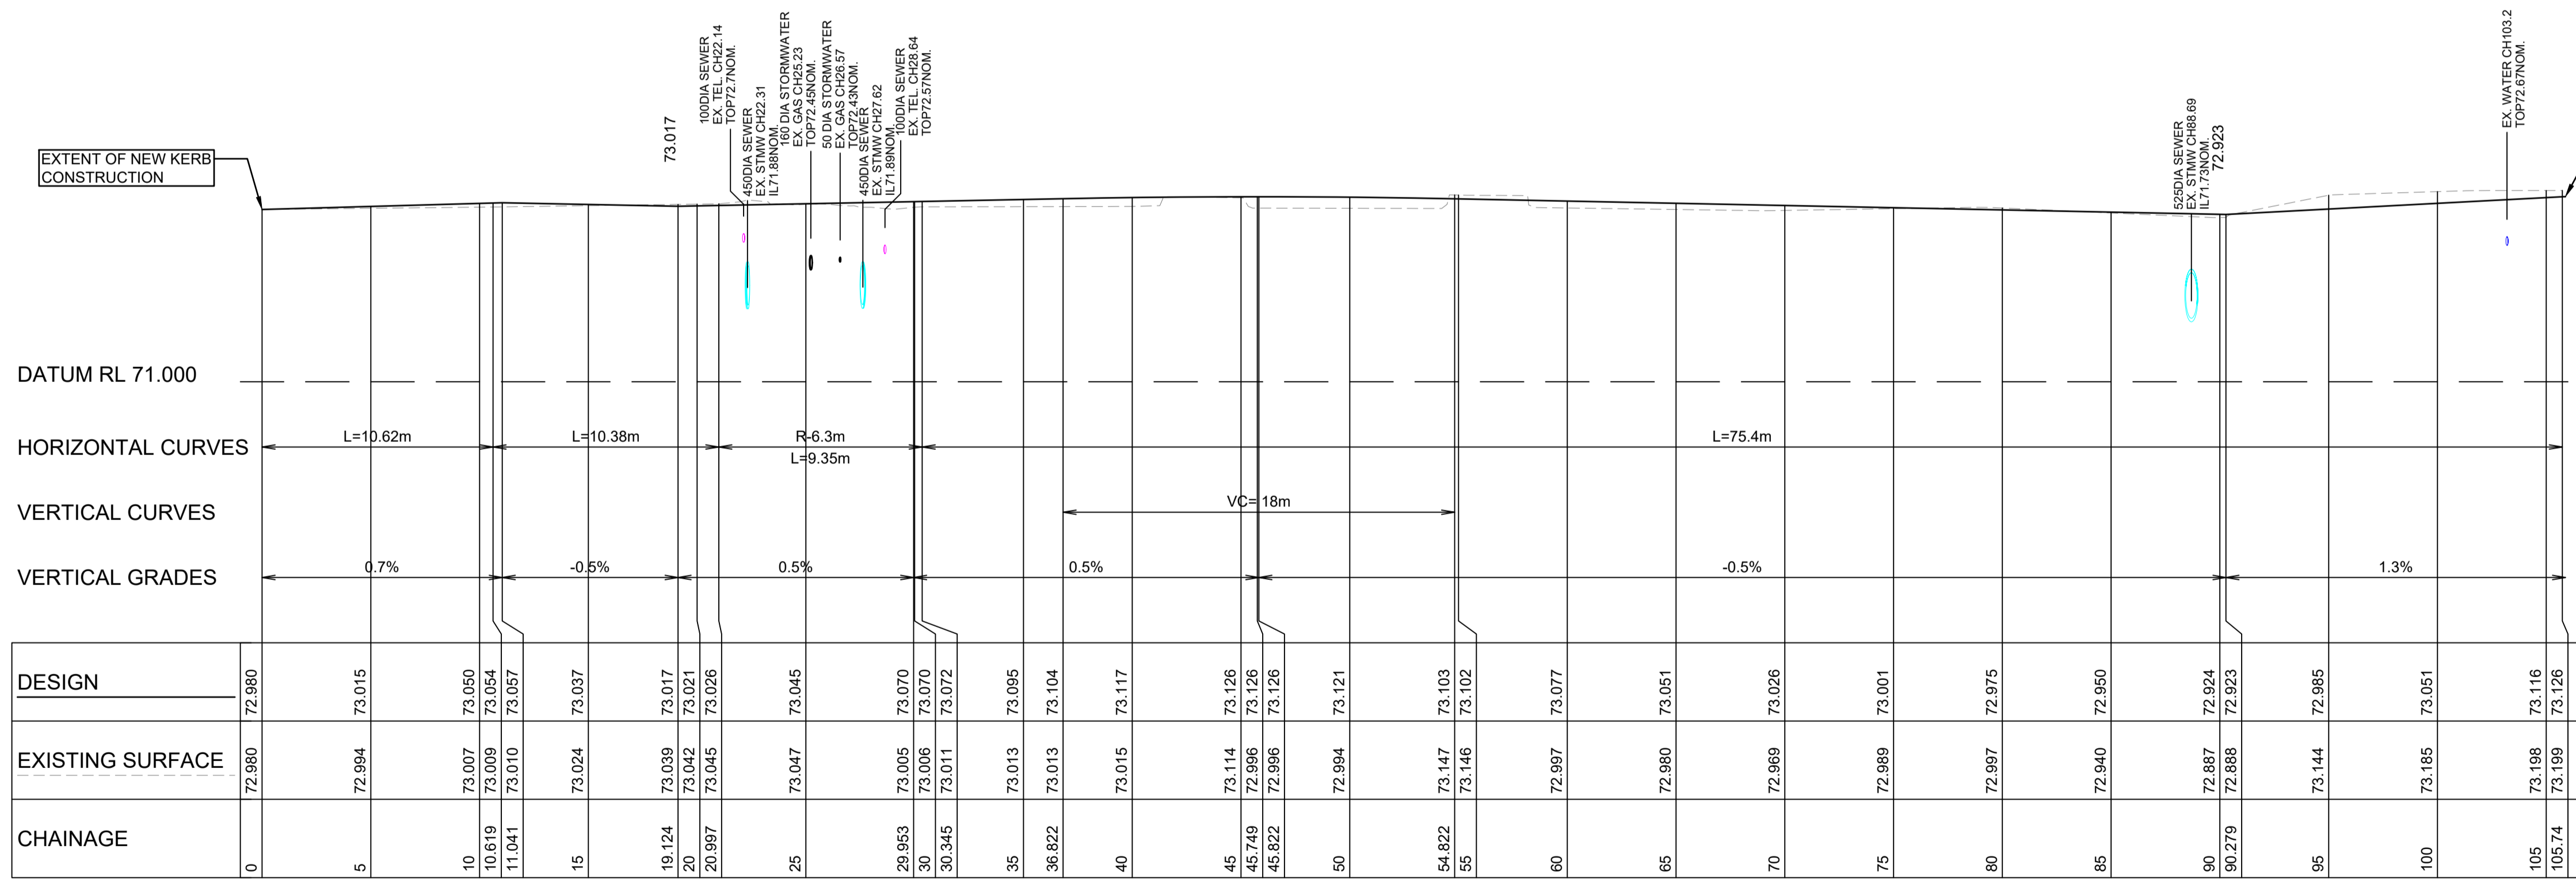 100DIA SEWER
EX. TEL. CH22.14
TOP72.7NOM.
450DIA SEWER
EX. STMW CH22.31
IL71.88NOM.
160 DIA STORMWATER
EX. GAS CH25.23
TOP72.45NOM.
50 DIA STORMWATER
EX. GAS CH26.57
TOP72.43NOM.
450DIA SEWER
EX. STMW CH27.62
IL71.89NOM.
100DIA SEWER
EX. TEL. CH28.64
TOP72.57NOM.
525DIA SEWER
EX. STMW CH88.69
IL71.73NOM.
EX. WATER CH103.2
TOP72.67NOM.
73.017
72.923
EXTENT OF NEW KERB
CONSTRUCTION
DATUM RL 71.000
HORIZONTAL CURVES
L=10.62m
L=10.38m
R-6.3m
L=9.35m
L=75.4m
VERTICAL CURVES
VC= 18m
VERTICAL GRADES
0.7%
-0.5%
0.5%
0.5%
-0.5%
1.3%
DESIGN
72.980
73.015
73.050
73.054
73.057
73.037
73.017
73.021
73.026
73.045
73.070
73.070
73.072
73.095
73.104
73.117
73.126
73.126
73.126
73.121
73.103
73.102
73.077
73.051
73.026
73.001
72.975
72.950
72.924
72.923
72.985
73.051
73.116
73.126
EXISTING SURFACE
72.980
72.994
73.007
73.009
73.010
73.024
73.039
73.042
73.045
73.047
73.005
73.006
73.011
73.013
73.013
73.015
73.114
72.996
72.996
72.994
73.147
73.146
72.997
72.980
72.969
72.989
72.997
72.940
72.887
72.888
73.144
73.185
73.198
73.199
CHAINAGE
0
5
10
10.619
11.041
15
19.124
20
20.997
25
29.953
30
30.345
35
36.822
40
45
45.749
45.822
50
54.822
55
60
65
70
75
80
85
90
90.279
95
100
105
105.74